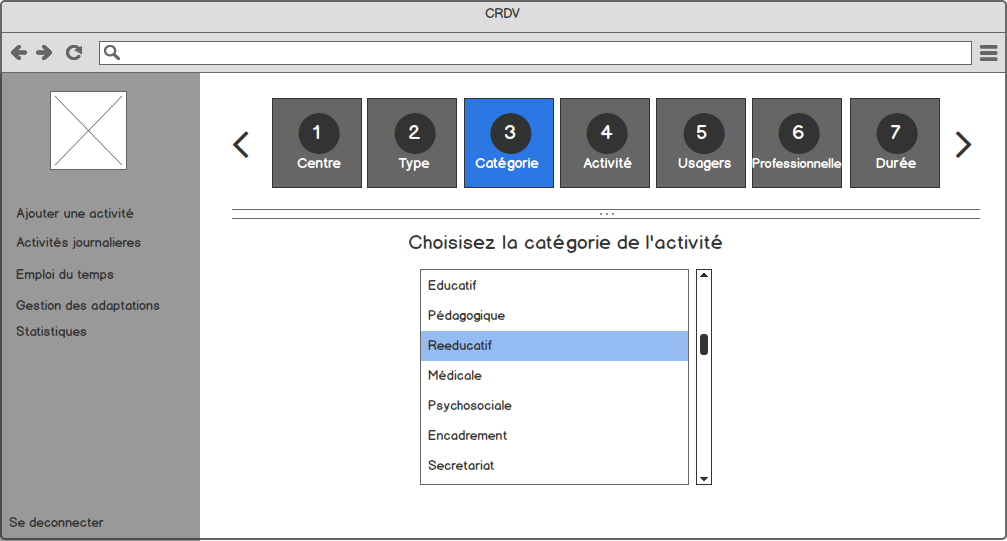 CRDV
1 2 3 4 5 6 7
Centre Type Catégorie Activité Usagers Professionnelle Durée
Ajouter une activité
Activités journalieres
Emploi du temps
Gestion des adaptations
Statistiques
Se deconnecter
...
Choisisez la catégorie de l'activité
Educatif
Pédagogique
Reeducatif
Médicale
Psychosociale
Encadrement
Secretariat